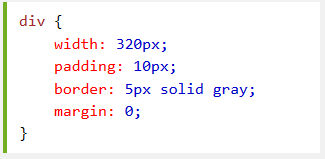 div {
    width: 320px;
    padding: 10px;
    border: 5px solid gray;
    margin: 0;
}